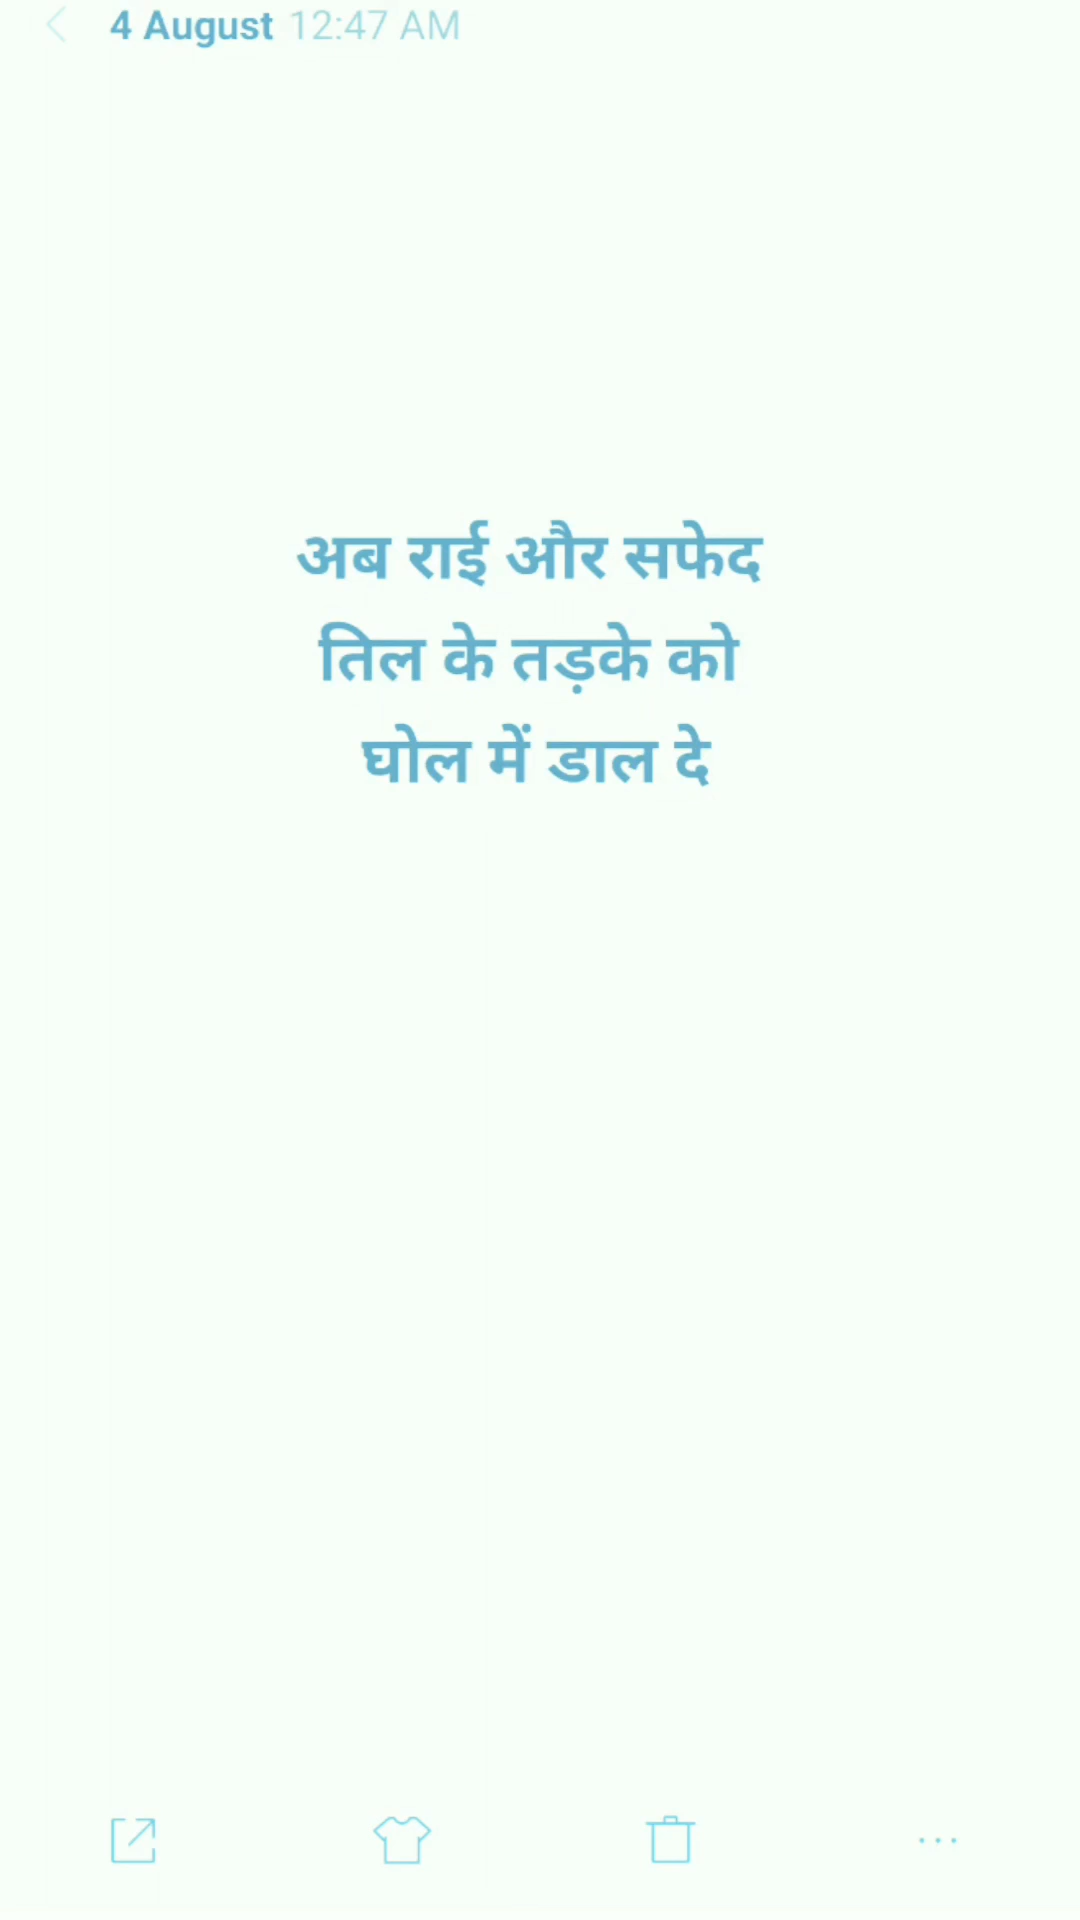 4 August 12:47 AM
अब राई और सफेद
तिल के तड़के को
घोल में डाल दे